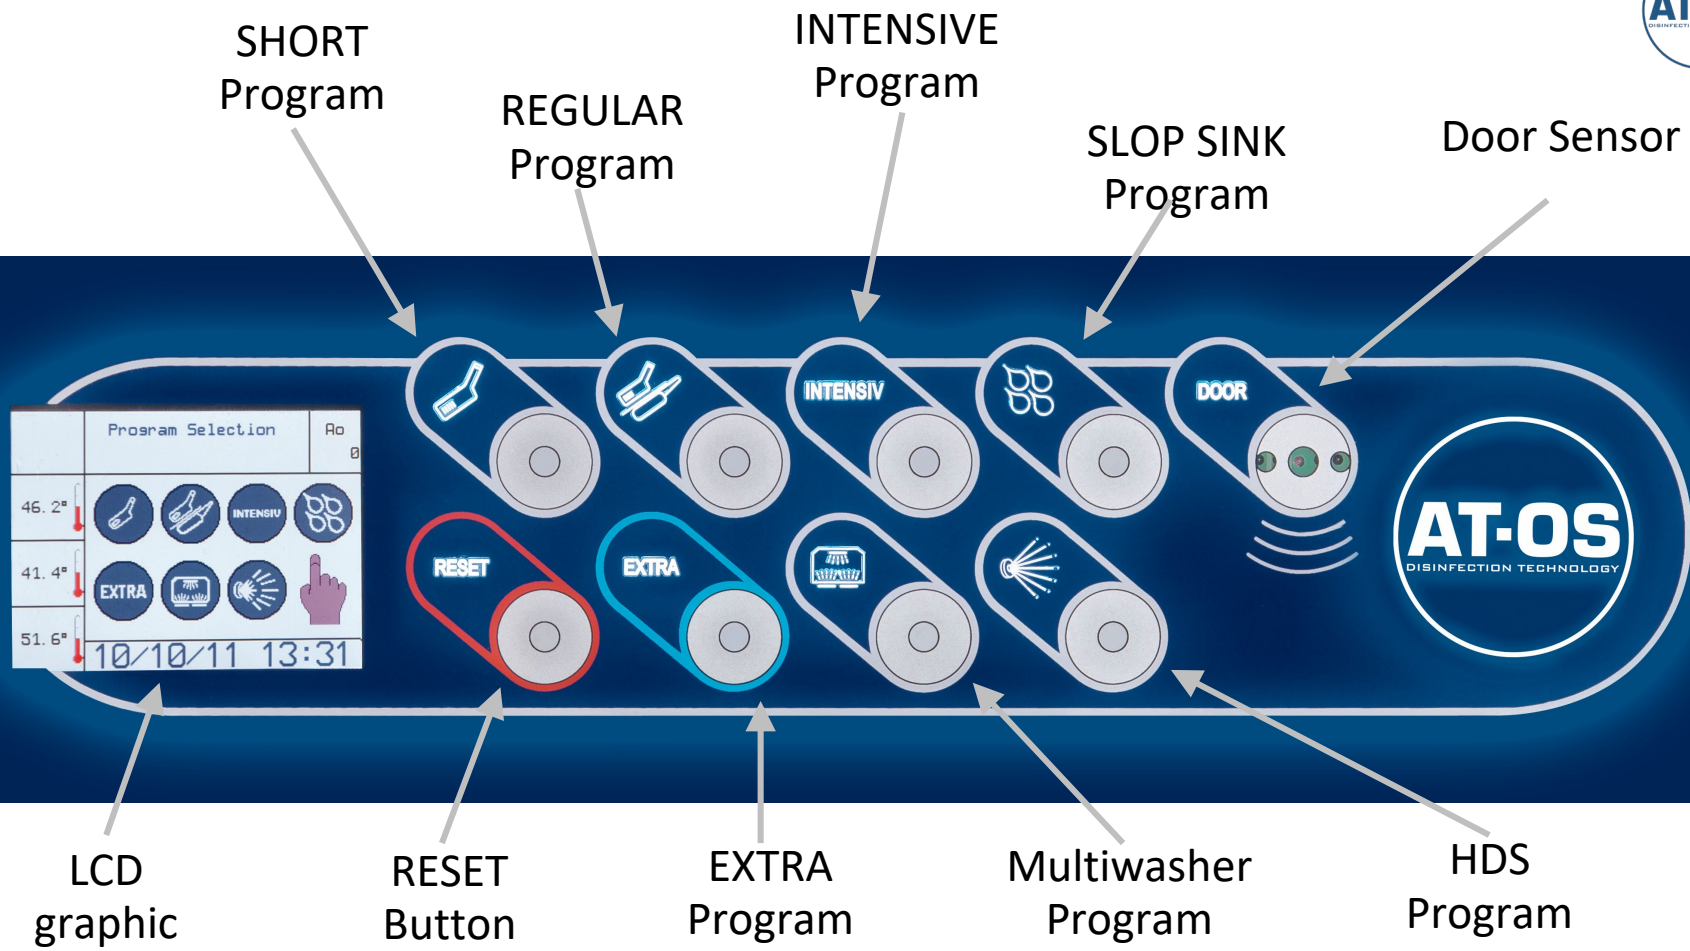 SHORT
Program
REGULAR
Program
INTENSIVE
Program
SLOP SINK
Program
Door Sensor
INTENSIV
DOOR
Program Selection
Ao
0
46.2°
41.4°
51.6°
INTENSIV
EXTRA
10/10/11 13:31
RESET
EXTRA
AT-OS
DISINFECTION TECHNOLOGY
LCD
graphic
RESET
Button
EXTRA
Program
Multiwasher
Program
HDS
Program